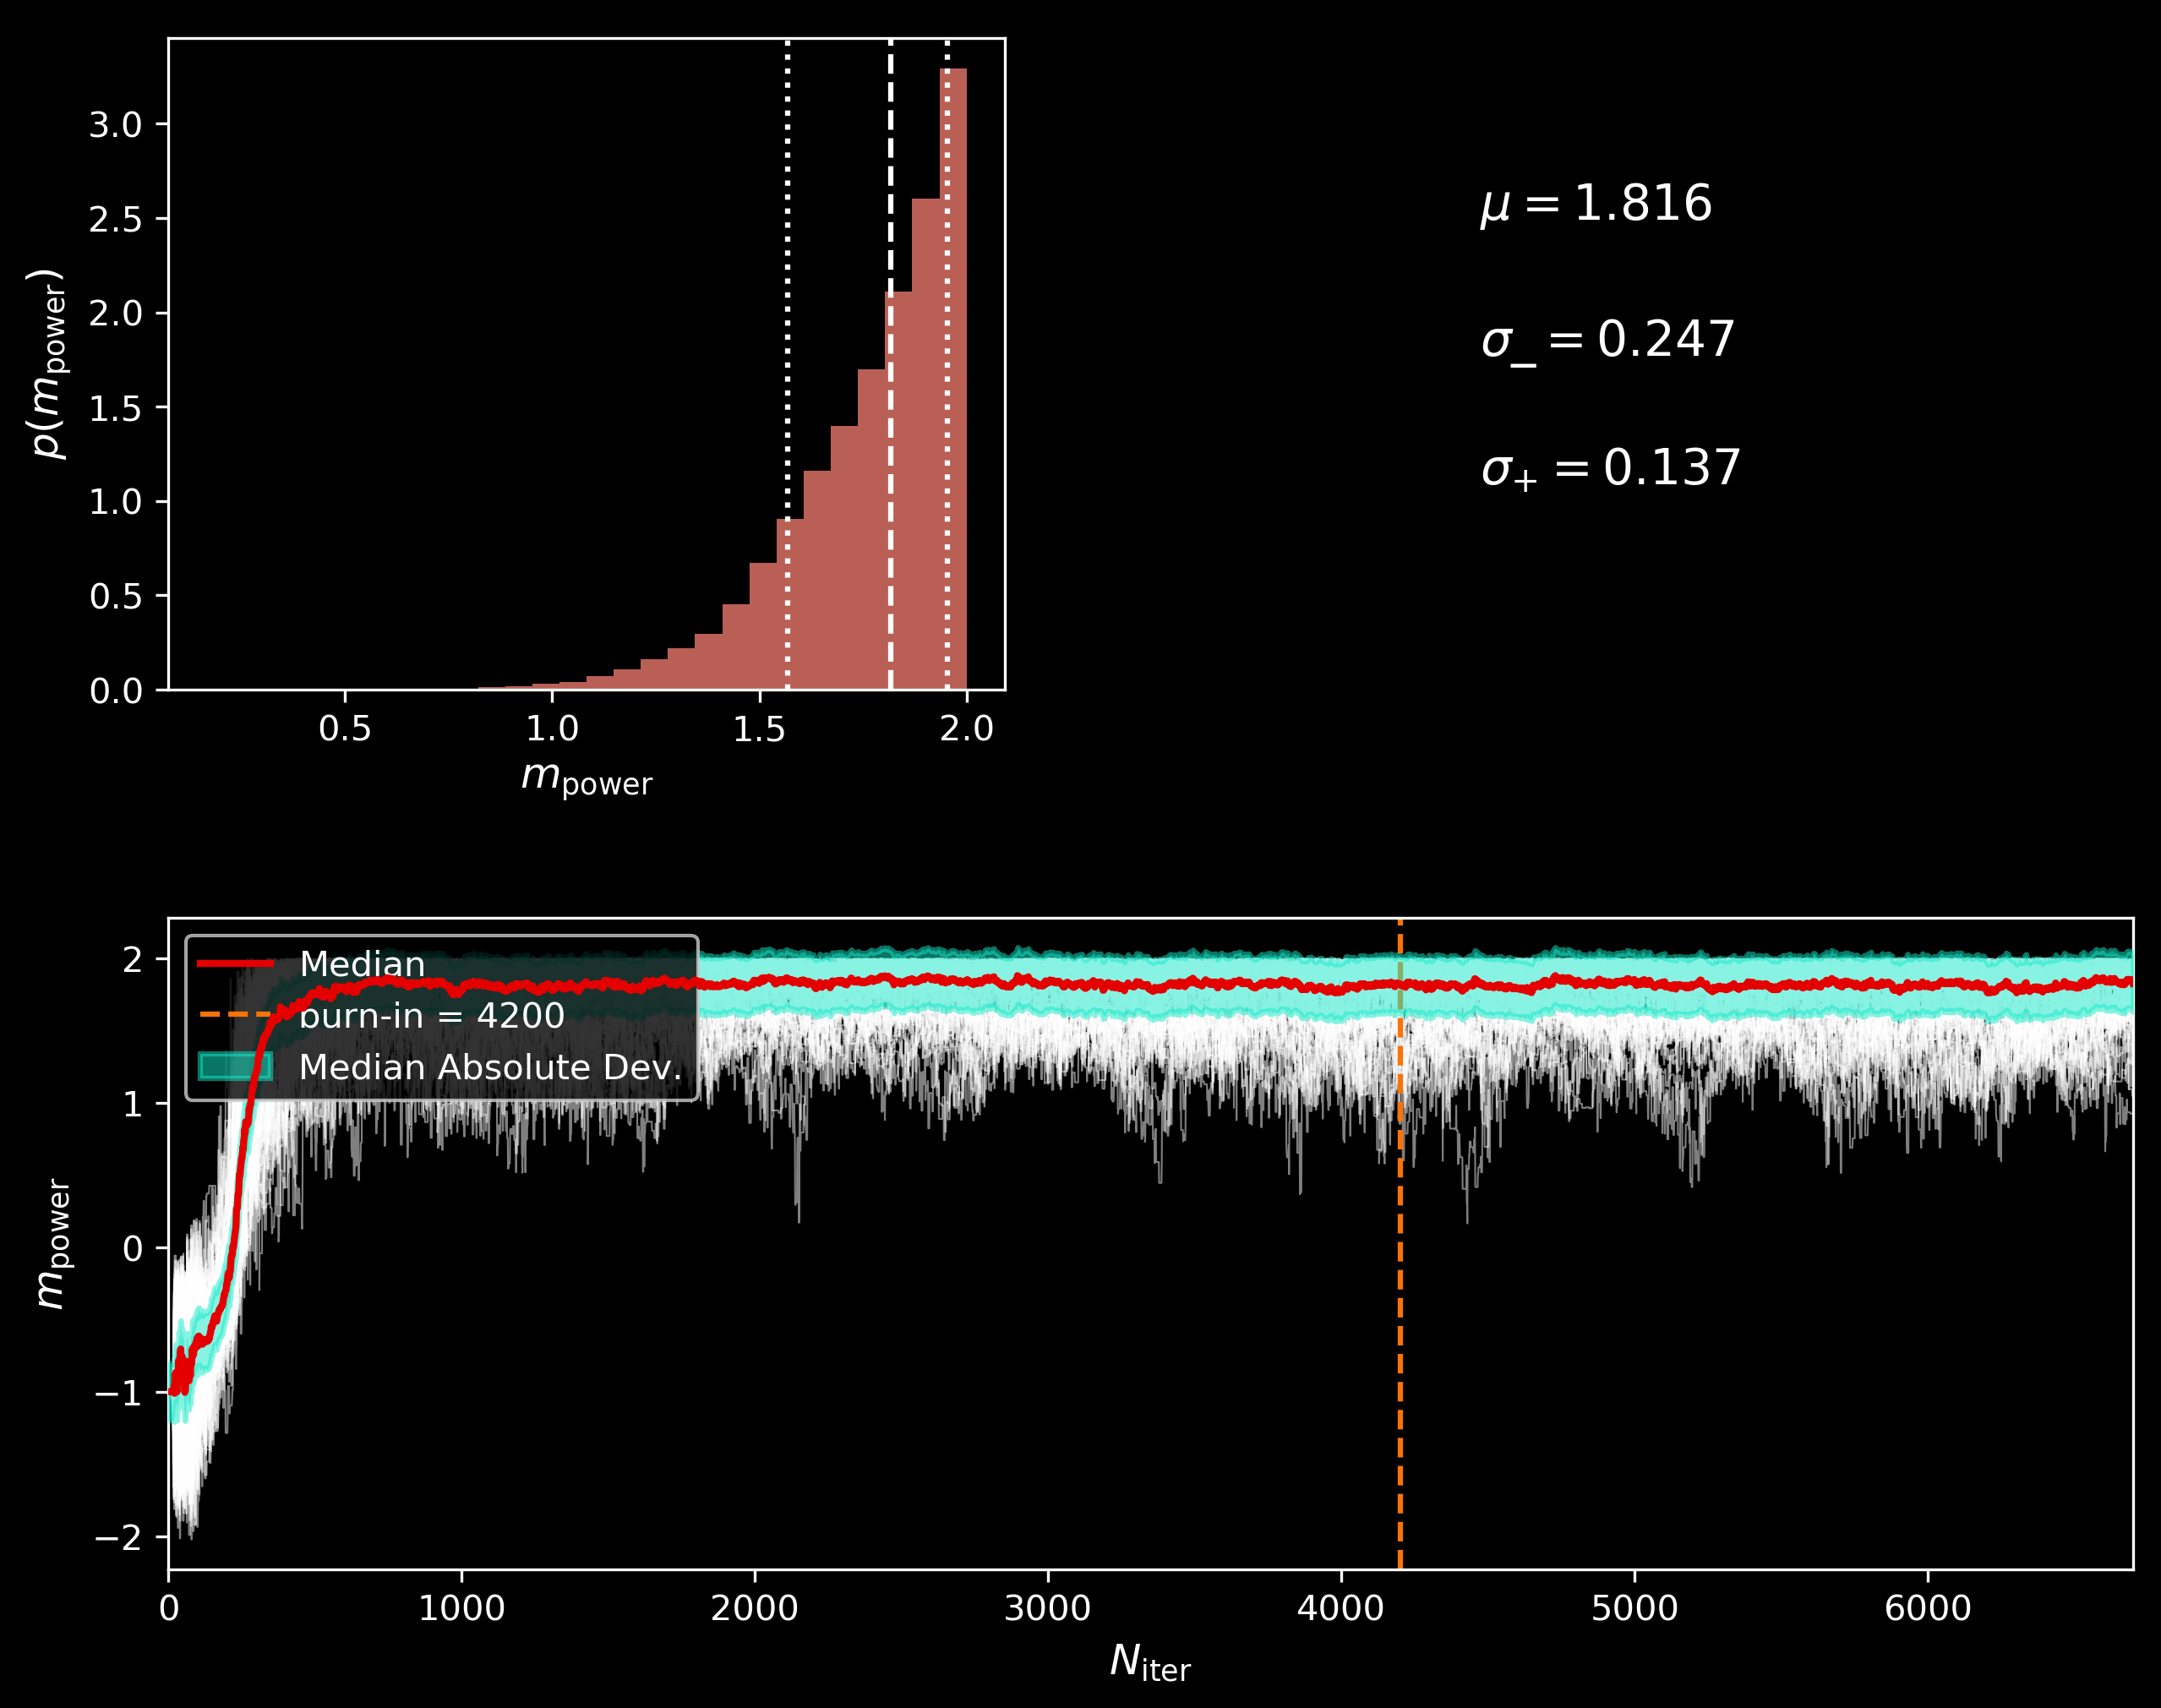 3.0
2.5
2.0
1.5
1.0
0.5
0.0
p(m_power)
0.5 1.0 1.5 2.0
m_power
μ = 1.816
σ_− = 0.247
σ_+ = 0.137
Median
burn-in = 4200
Median Absolute Dev.
2
1
0
−1
−2
m_power
0 1000 2000 3000 4000 5000 6000
N_iter